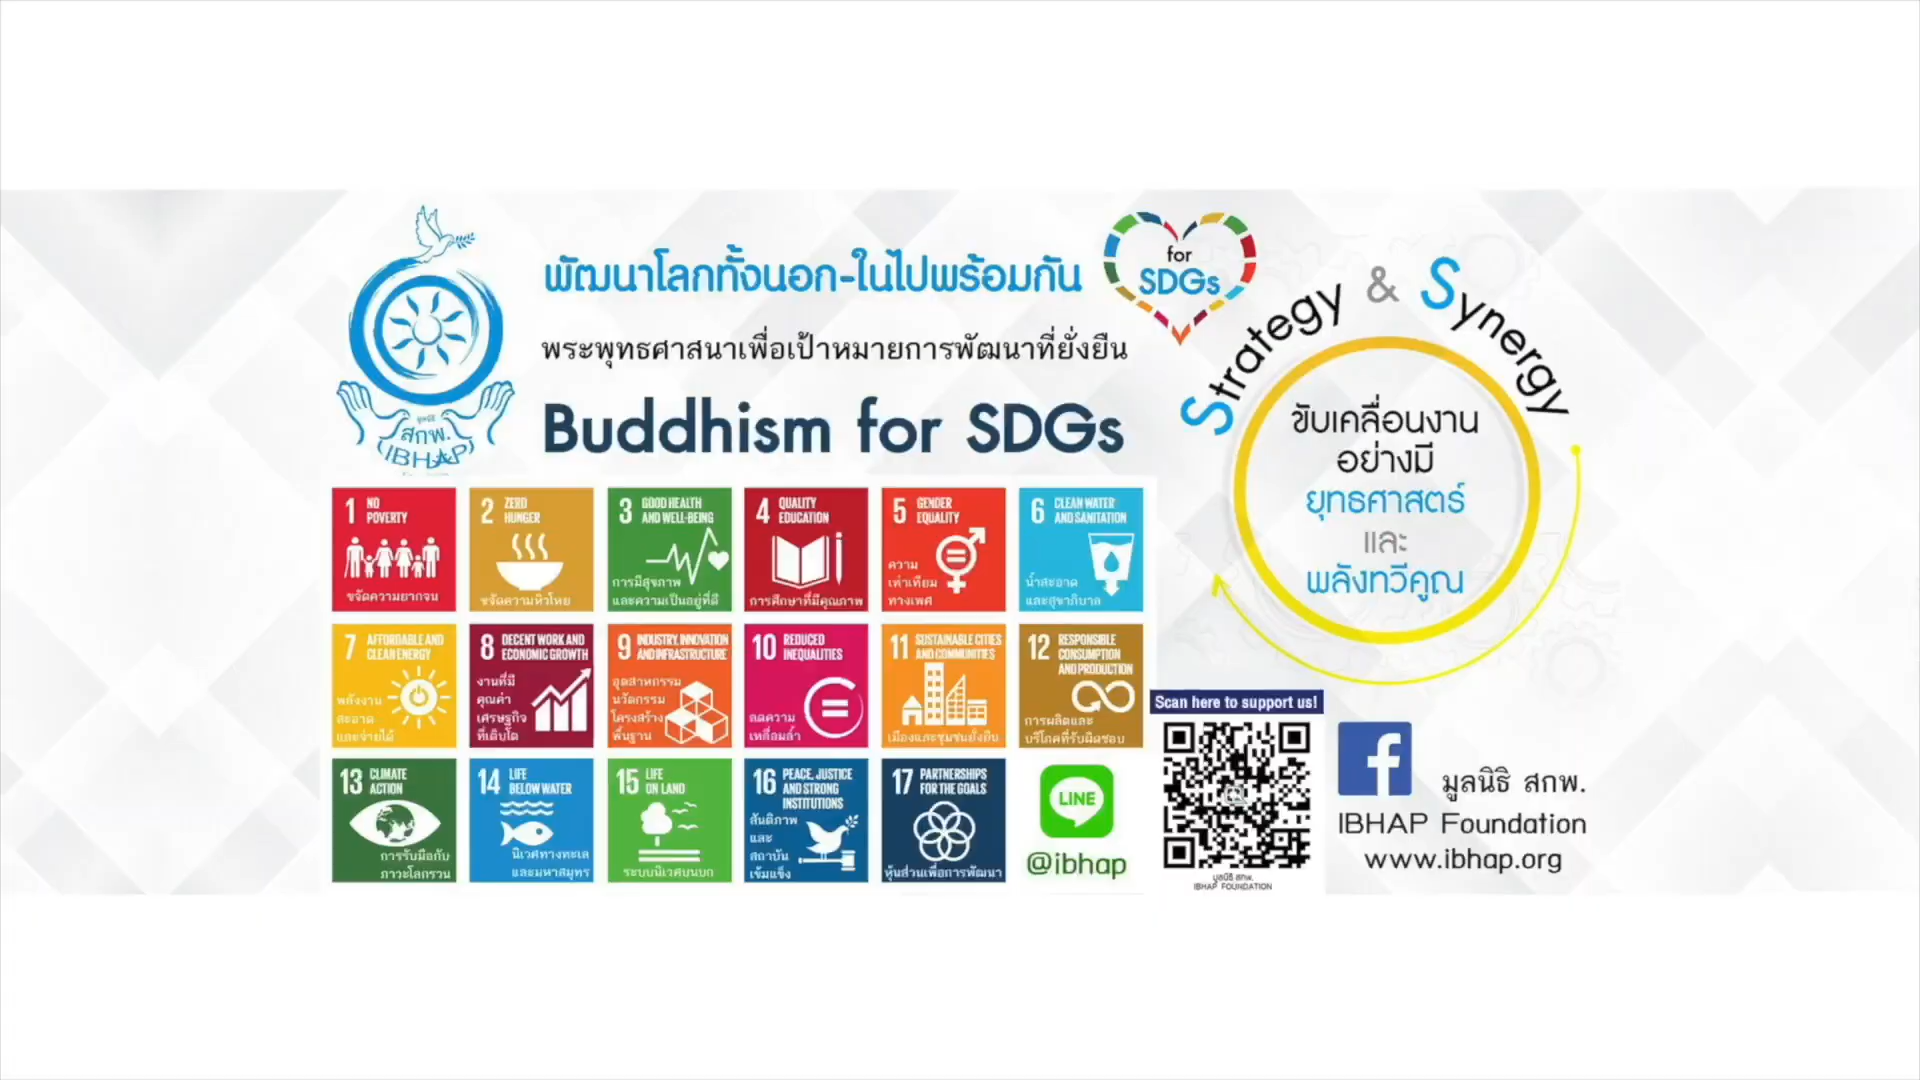 พัฒนาโลกทั้งนอก-ในไปพร้อมกัน
for
SDGs
พระพุทธศาสนาเพื่อเป้าหมายการพัฒนาที่ยั่งยืน
Buddhism for SDGs
มูลนิธิ
สกพ.
IBHAP
Strategy & Synergy
ขับเคลื่อนงาน
อย่างมี
ยุทธศาสตร์
และ
พลังทวีคูณ
1 NO
POVERTY
ขจัดความยากจน
2 ZERO
HUNGER
ขจัดความหิวโหย
3 GOOD HEALTH
AND WELL-BEING
การมีสุขภาพ
และความเป็นอยู่ที่ดี
4 QUALITY
EDUCATION
การศึกษาที่มีคุณภาพ
5 GENDER
EQUALITY
ความ
เท่าเทียม
ทางเพศ
6 CLEAN WATER
AND SANITATION
น้ำสะอาด
และสุขาภิบาล
7 AFFORDABLE AND
CLEAN ENERGY
พลังงาน
สะอาด
และจ่ายได้
8 DECENT WORK AND
ECONOMIC GROWTH
งานที่มี
คุณค่า
เศรษฐกิจ
ที่เติบโต
9 INDUSTRY, INNOVATION
AND INFRASTRUCTURE
อุตสาหกรรม
นวัตกรรม
โครงสร้าง
พื้นฐาน
10 REDUCED
INEQUALITIES
ลดความ
เหลื่อมล้ำ
11 SUSTAINABLE CITIES
AND COMMUNITIES
เมืองและชุมชนยั่งยืน
12 RESPONSIBLE
CONSUMPTION
AND PRODUCTION
การผลิตและ
บริโภคที่รับผิดชอบ
13 CLIMATE
ACTION
การรับมือกับ
ภาวะโลกรวน
14 LIFE
BELOW WATER
นิเวศทางทะเล
และมหาสมุทร
15 LIFE
ON LAND
ระบบนิเวศบนบก
16 PEACE, JUSTICE
AND STRONG
INSTITUTIONS
สันติภาพ
และ
สถาบัน
เข้มแข็ง
17 PARTNERSHIPS
FOR THE GOALS
หุ้นส่วนเพื่อการพัฒนา
LINE
@ibhap
Scan here to support us!
มูลนิธิ สกพ.
IBHAP FOUNDATION
f
มูลนิธิ สกพ.
IBHAP Foundation
www.ibhap.org